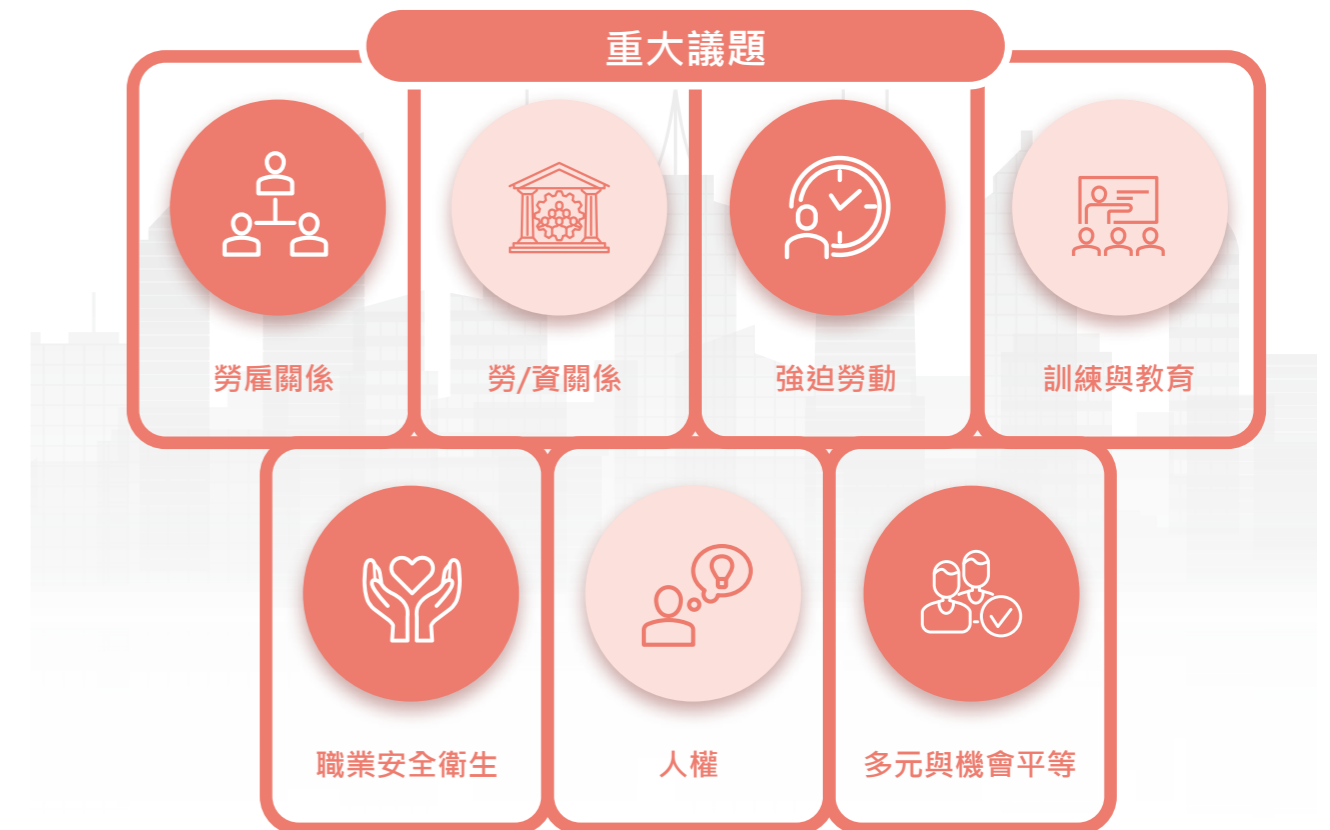 重大議題
勞雇關係
勞/資關係
強迫勞動
訓練與教育
職業安全衛生
人權
多元與機會平等